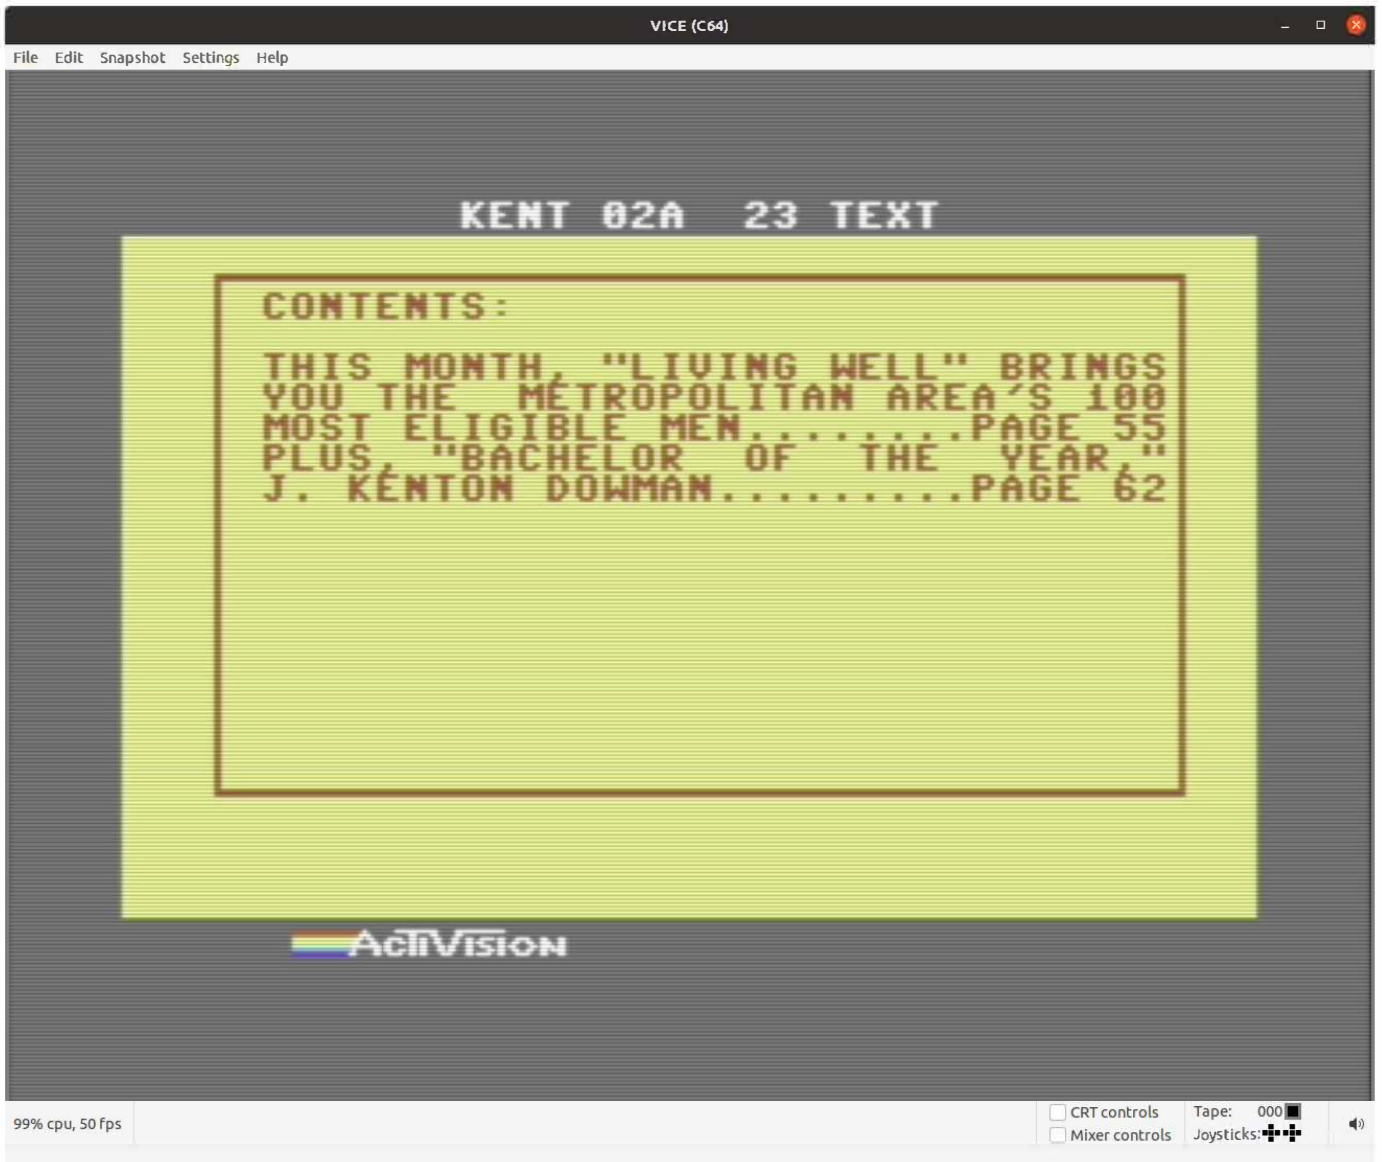 VICE (C64)
File Edit Snapshot Settings Help
KENT 02A  23 TEXT
CONTENTS:
THIS MONTH, "LIVING WELL" BRINGS
YOU THE  METROPOLITAN AREA'S 100
MOST ELIGIBLE MEN........PAGE 55
PLUS, "BACHELOR  OF  THE  YEAR,"
J. KENTON DOWMAN.........PAGE 62
ACTIVISION
99% cpu, 50 fps
CRT controls
Mixer controls
Tape: 000
Joysticks: